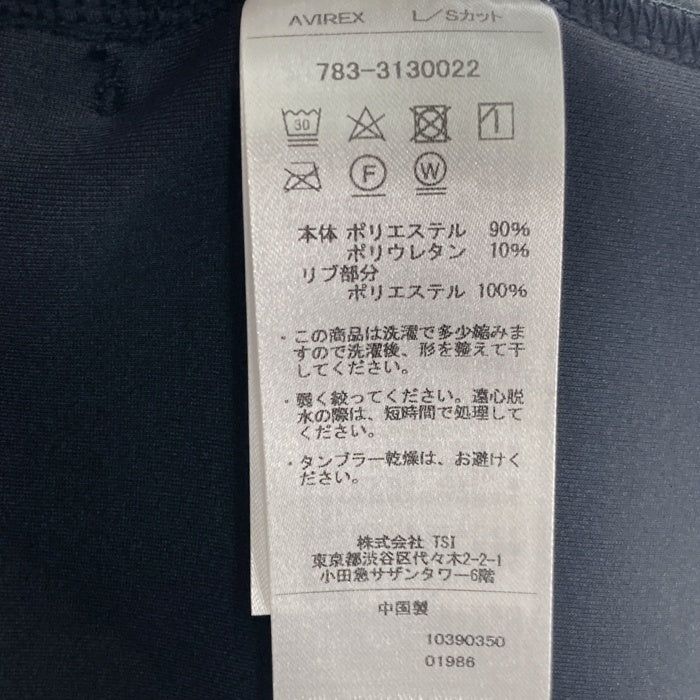 AVIREX L/Sカット
783-3130022
30
F W
本体 ポリエステル 90%
ポリウレタン 10%
リブ部分
ポリエステル 100%
・この商品は洗濯で多少縮みま
すので洗濯後、形を整えて干
してください。
・弱く絞ってください。遠心脱
水の際は、短時間で処理して
ください。
・タンブラー乾燥は、お避けく
ださい。
株式会社 TSI
東京都渋谷区代々木2-2-1
小田急サザンタワー6階
中国製
10390350
01986